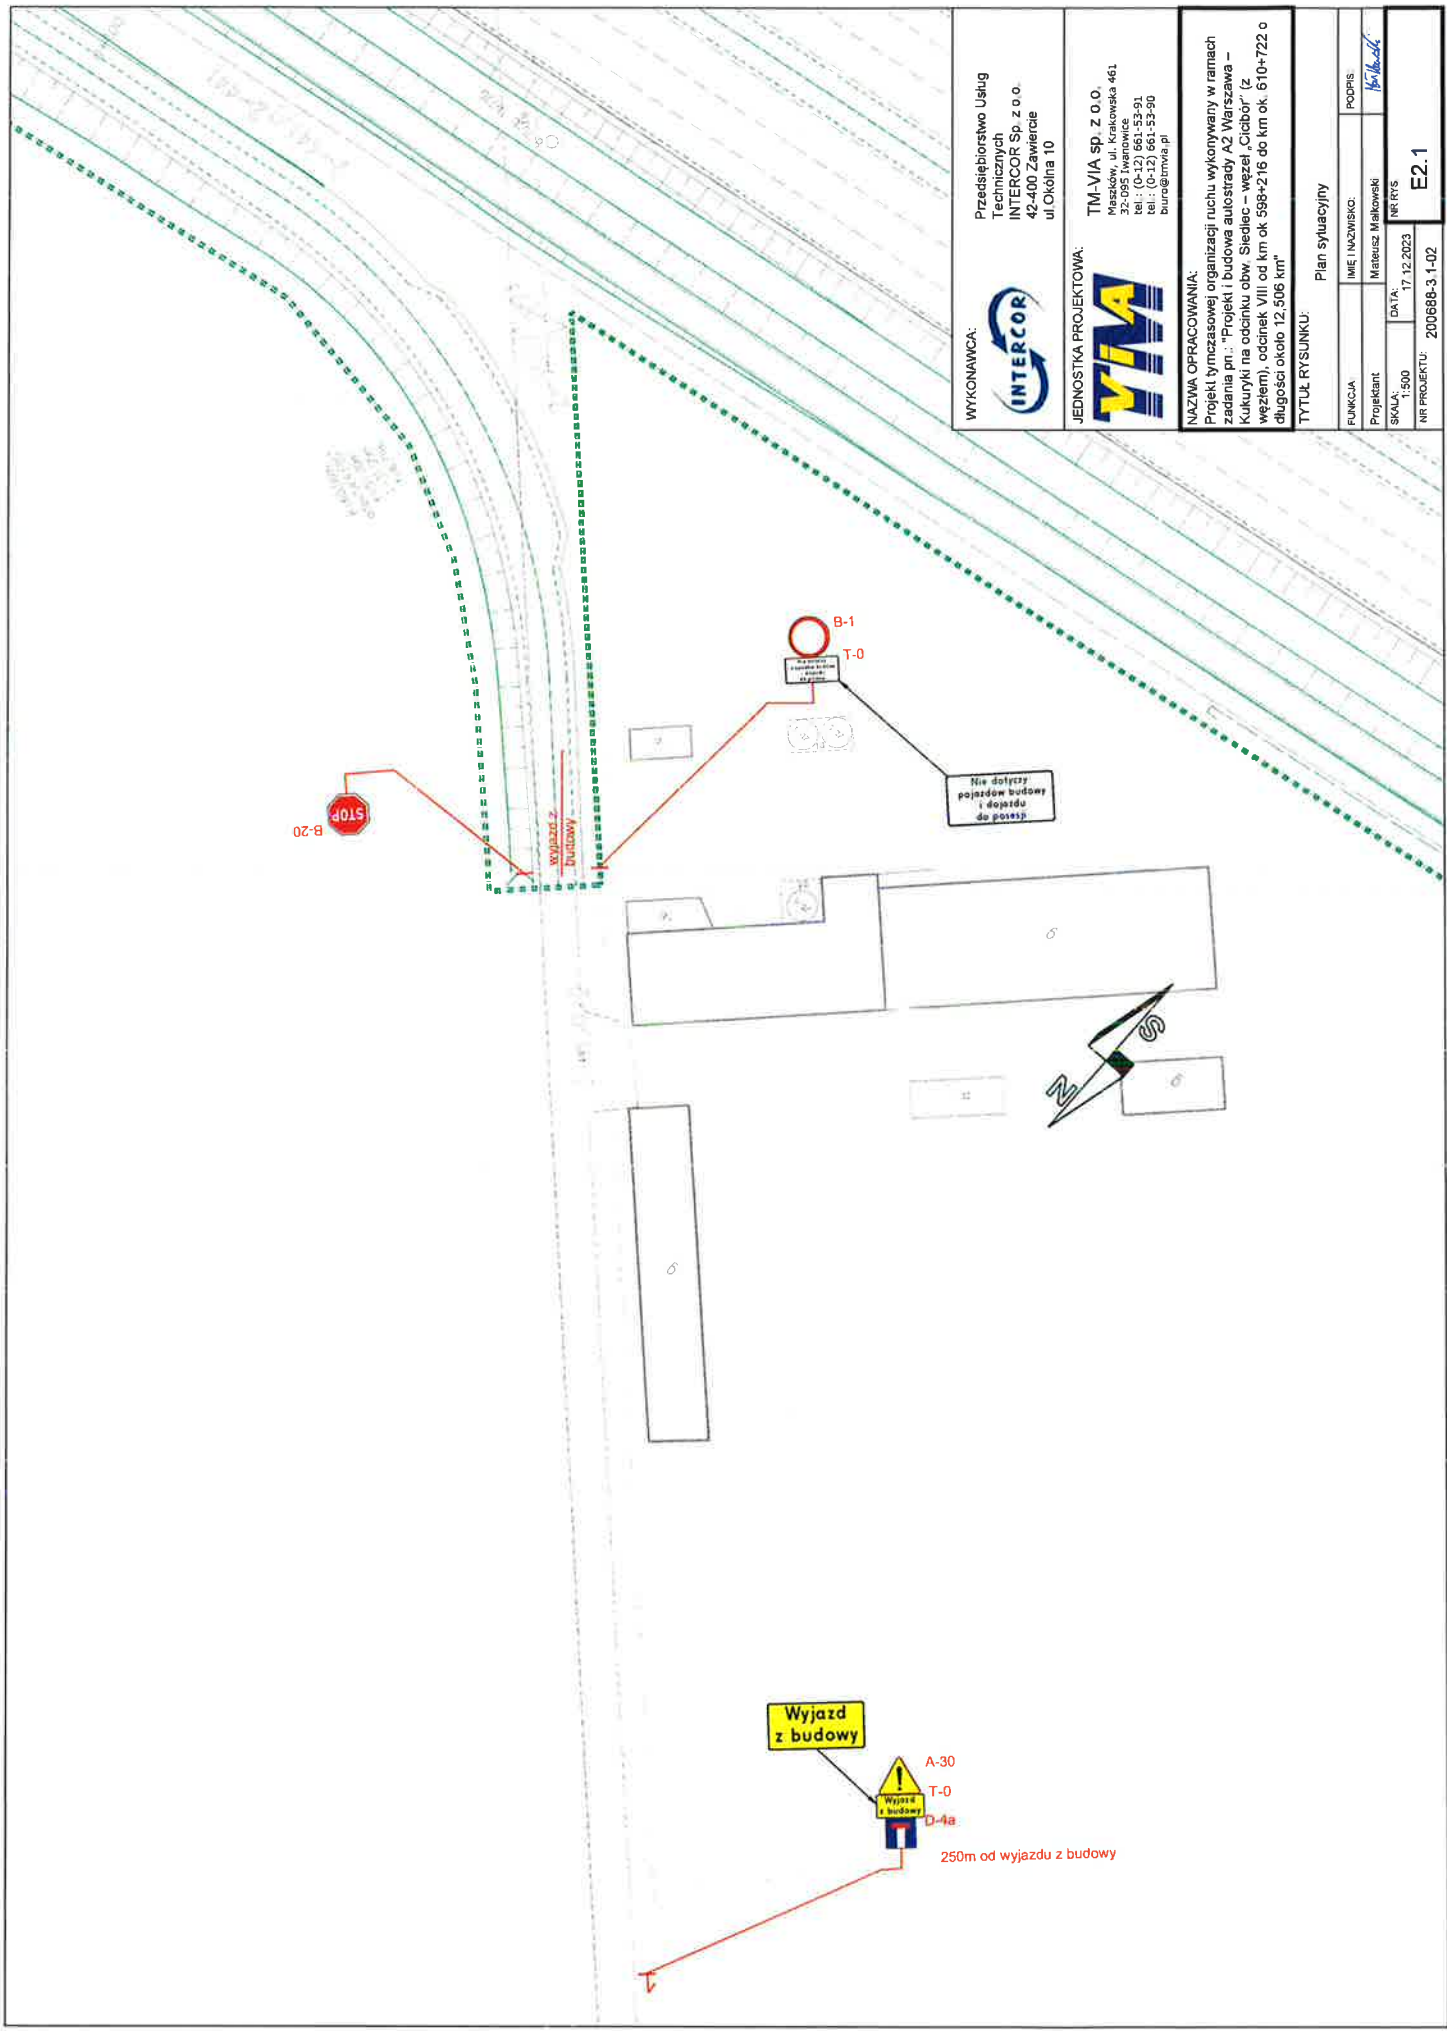 WYKONAWCA:
INTERCOR
Przedsiębiorstwo Usług
Technicznych
INTERCOR Sp. z o.o.
42-400 Zawiercie
ul.Okólna 10
JEDNOSTKA PROJEKTOWA:
TM-VIA sp. z o.o.
Maszków, ul. Krakowska 461
32-095 Iwanowice
tel.: (0-12) 661-53-91
tel.: (0-12) 661-53-90
biuro@tmvia.pl
NAZWA OPRACOWANIA:
Projekt tymczasowej organizacji ruchu wykonywany w ramach
zadania pn.: "Projekt i budowa autostrady A2 Warszawa –
Kukuryki na odcinku obw. Siedlec – węzeł „Cicibór” (z
węzłem), odcinek VIII od km ok 598+216 do km ok. 610+722 o
długości około 12,506 km"
TYTUŁ RYSUNKU:
Plan sytuacyjny
FUNKCJA:
IMIĘ I NAZWISKO:
PODPIS:
Projektant
Mateusz Małkowski
SKALA:
1:500
DATA:
17.12.2023
NR RYS
E2.1
NR PROJEKTU:
200688-3.1-02
B-1
T-0
Nie dotyczy
pojazdów budowy
i dojazdu
do posesji
STOP
B-20
wyjazd z
budowy
N
S
Wyjazd
z budowy
A-30
T-0
Wyjazd
z budowy
D-4a
250m od wyjazdu z budowy